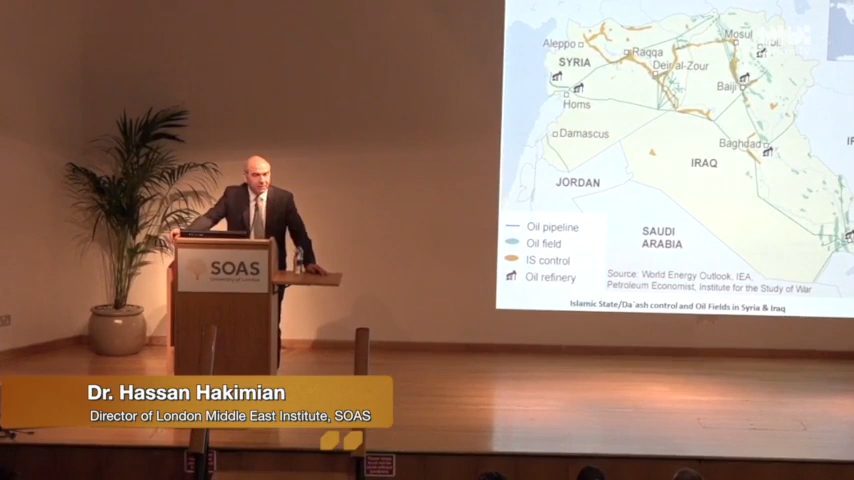 Aleppo
Raqqa
Mosul
SYRIA
Deir al-Zour
Baiji
Homs
Damascus
Baghdad
IRAQ
JORDAN
SAUDI
ARABIA
Oil pipeline
Oil field
IS control
Oil refinery
Source: World Energy Outlook, IEA,
Petroleum Economist, Institute for the Study of War
Islamic State/Da`ash control and Oil Fields in Syria & Iraq
SOAS
University of London
Dr. Hassan Hakimian
Director of London Middle East Institute, SOAS